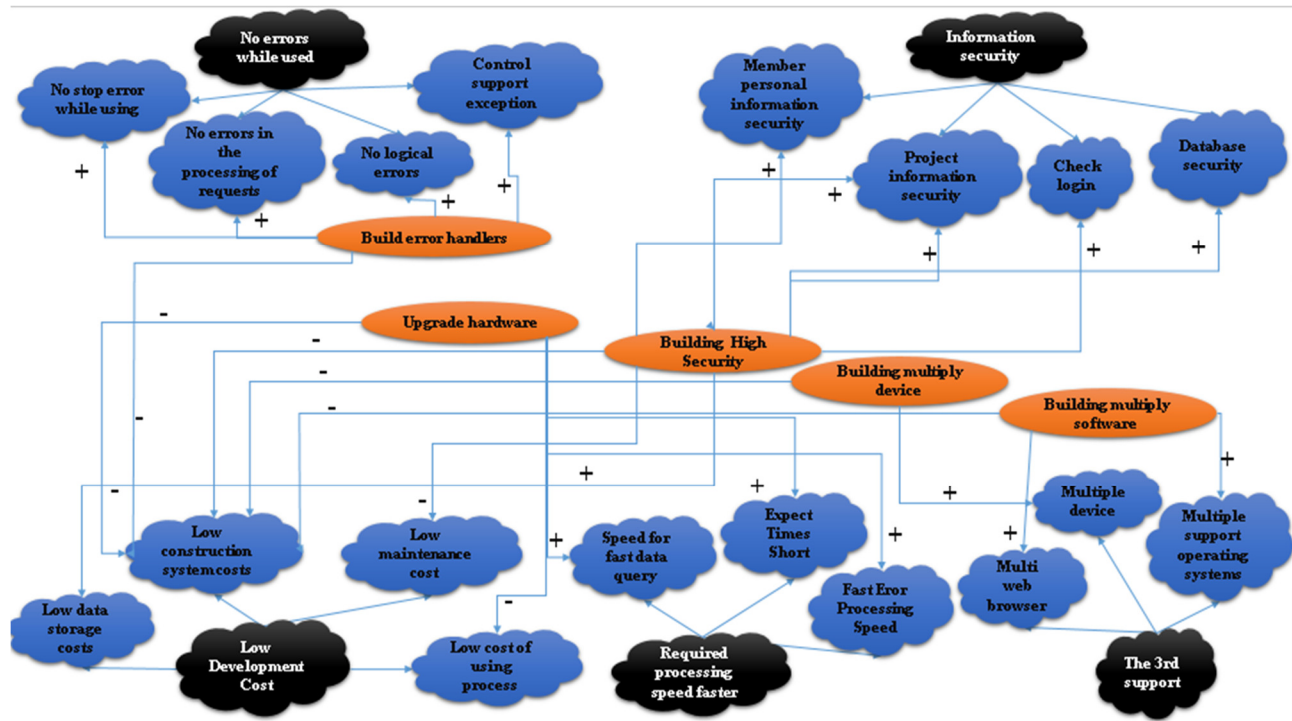 No errors
while used
Information
security
No stop error
while using
No errors in
the
processing of
requests
No logical
errors
Control
support
exception
Member
personal
information
security
Project
information
security
Check
login
Database
security
+
+
+
+
+
+
+
+
+
Build error handlers
Upgrade hardware
Building High
Security
Building multiply
device
Building multiply
software
-
-
-
-
-
-
-
-
+
+
+
+
+
+
+
Low
construction
system costs
Low
maintenance
cost
Speed for
fast data
query
Expect
Times
Short
Fast Eror
Processing
Speed
Multiple
device
Multi
web
browser
Multiple
support
operating
systems
Low data
storage
costs
Low
Development
Cost
Low cost of
using
process
Required
processing
speed faster
The 3rd
support